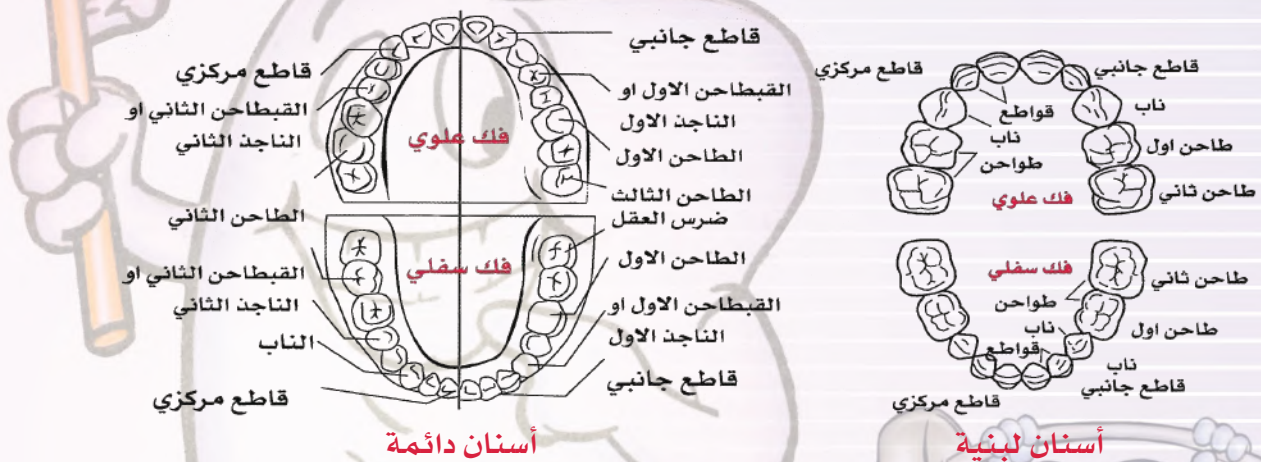 قاطع جانبي
القبطاحن الاول او
الناجذ الاول
الطاحن الاول
الطاحن الثالث
ضرس العقل
قاطع مركزي
القبطاحن الثاني او
الناجذ الثاني
فك علوي
الطاحن الثاني
القبطاحن الثاني او
الناجذ الثاني
الناب
قاطع مركزي
فك سفلي
الطاحن الاول
القبطاحن الاول او
الناجذ الاول
قاطع جانبي
أسنان دائمة
قاطع جانبي
ناب
طاحن اول
طاحن ثاني
قاطع مركزي
قواطع
ناب
طواحن
فك علوي
فك سفلي
طواحن
ناب
قواطع
طاحن ثاني
طاحن اول
ناب
قاطع جانبي
قاطع مركزي
أسنان لبنية